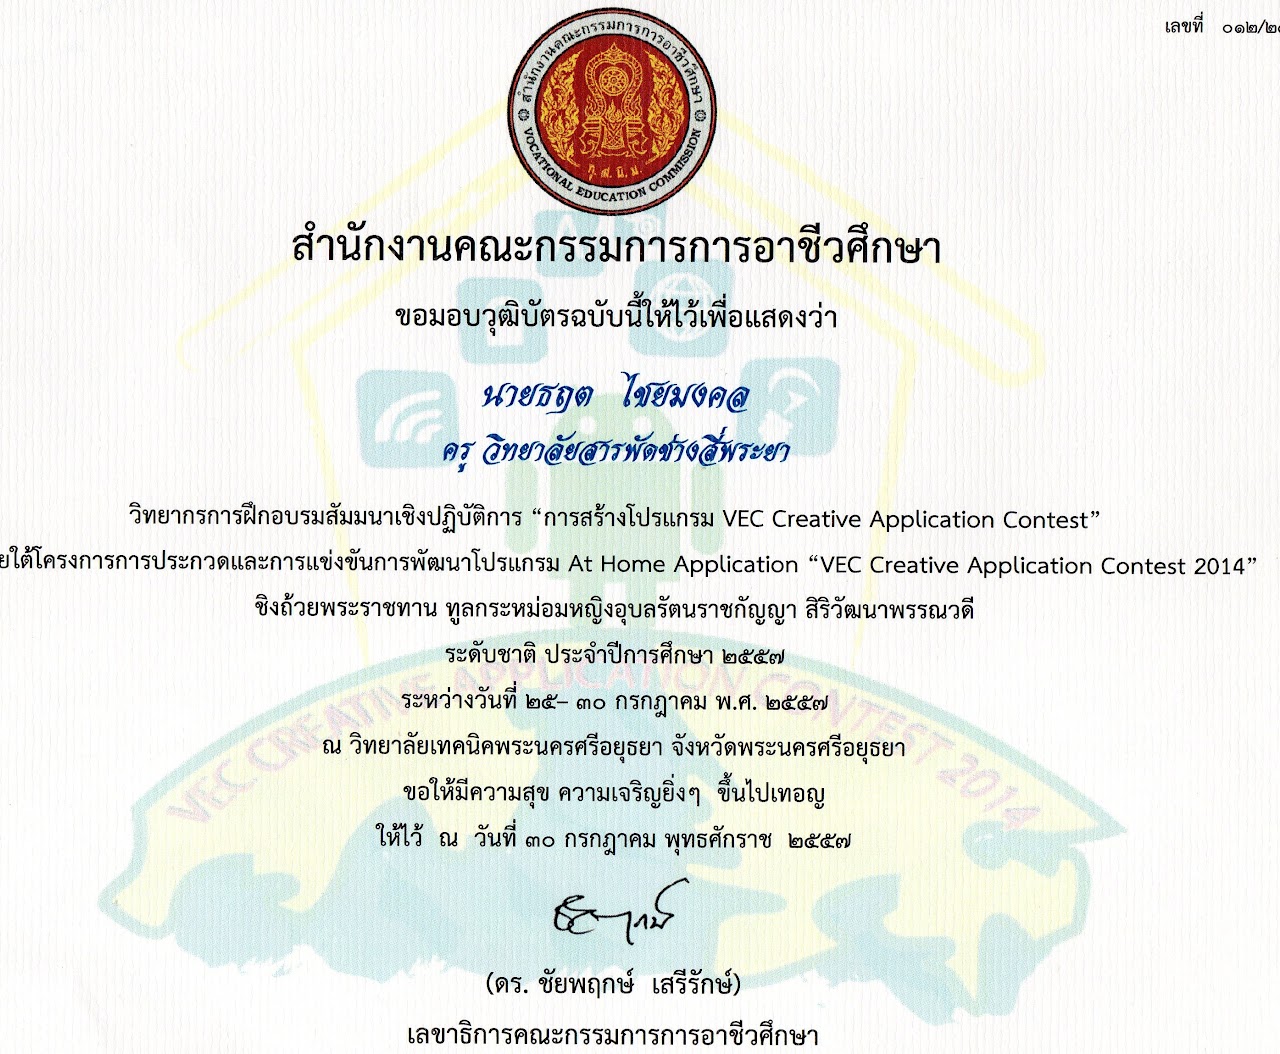 เลขที่ ๐๑๒/๒
สำนักงานคณะกรรมการการอาชีวศึกษา
VOCATIONAL EDUCATION COMMISSION
สำนักงานคณะกรรมการการอาชีวศึกษา
ขอมอบวุฒิบัตรฉบับนี้ให้ไว้เพื่อแสดงว่า
นายธฤต ไชยมงคล
ครู วิทยาลัยสารพัดช่างสี่พระยา
วิทยากรการฝึกอบรมสัมมนาเชิงปฏิบัติการ “การสร้างโปรแกรม VEC Creative Application Contest”
ยใต้โครงการการประกวดและการแข่งขันการพัฒนาโปรแกรม At Home Application “VEC Creative Application Contest 2014”
ชิงถ้วยพระราชทาน ทูลกระหม่อมหญิงอุบลรัตนราชกัญญา สิริวัฒนาพรรณวดี
ระดับชาติ ประจำปีการศึกษา ๒๕๕๗
VEC CREATIVE APPLICATION CONTEST 2014
ระหว่างวันที่ ๒๕– ๓๐ กรกฎาคม พ.ศ. ๒๕๕๗
ณ วิทยาลัยเทคนิคพระนครศรีอยุธยา จังหวัดพระนครศรีอยุธยา
ขอให้มีความสุข ความเจริญยิ่งๆ ขึ้นไปเทอญ
ให้ไว้ ณ วันที่ ๓๐ กรกฎาคม พุทธศักราช ๒๕๕๗
(ดร. ชัยพฤกษ์ เสรีรักษ์)
เลขาธิการคณะกรรมการการอาชีวศึกษา